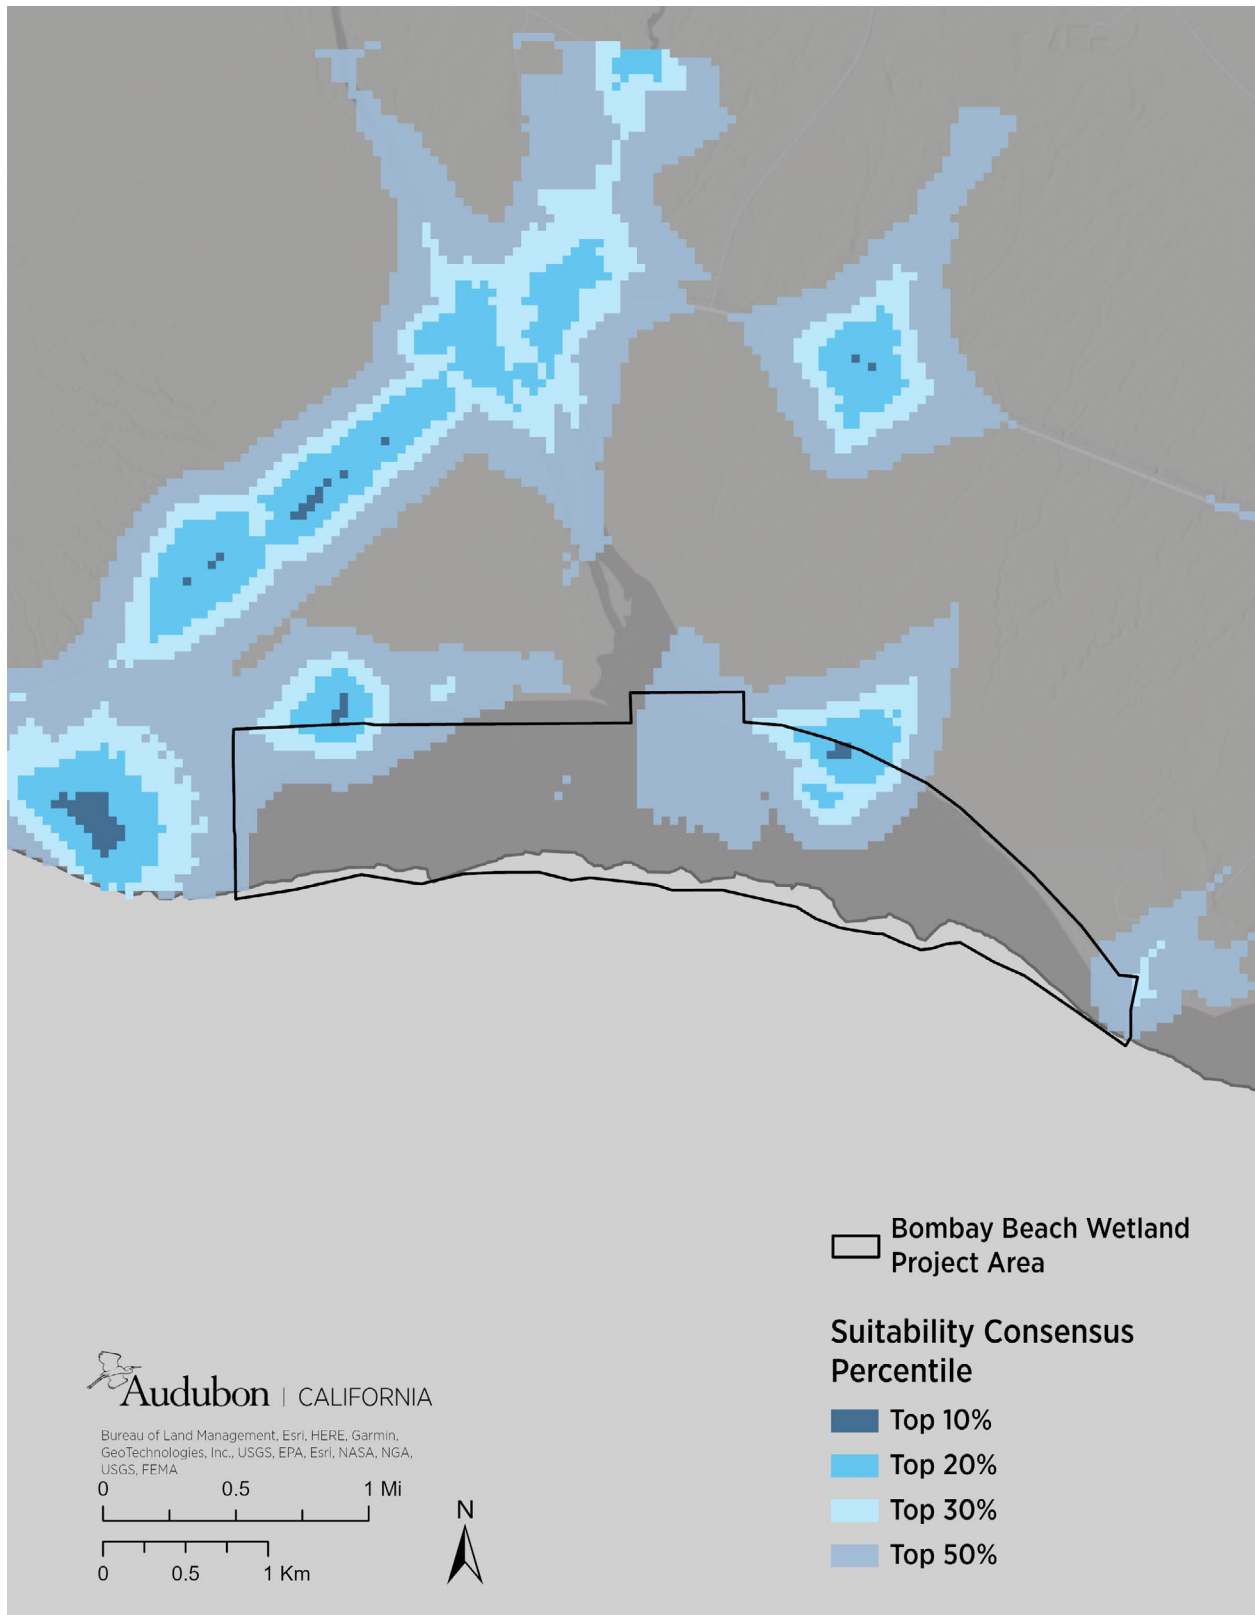 Bombay Beach Wetland
Project Area
Suitability Consensus
Percentile
Top 10%
Top 20%
Top 30%
Top 50%
Audubon | CALIFORNIA
Bureau of Land Management, Esri, HERE, Garmin,
GeoTechnologies, Inc., USGS, EPA, Esri, NASA, NGA,
USGS, FEMA
0 0.5 1 Mi
0 0.5 1 Km
N